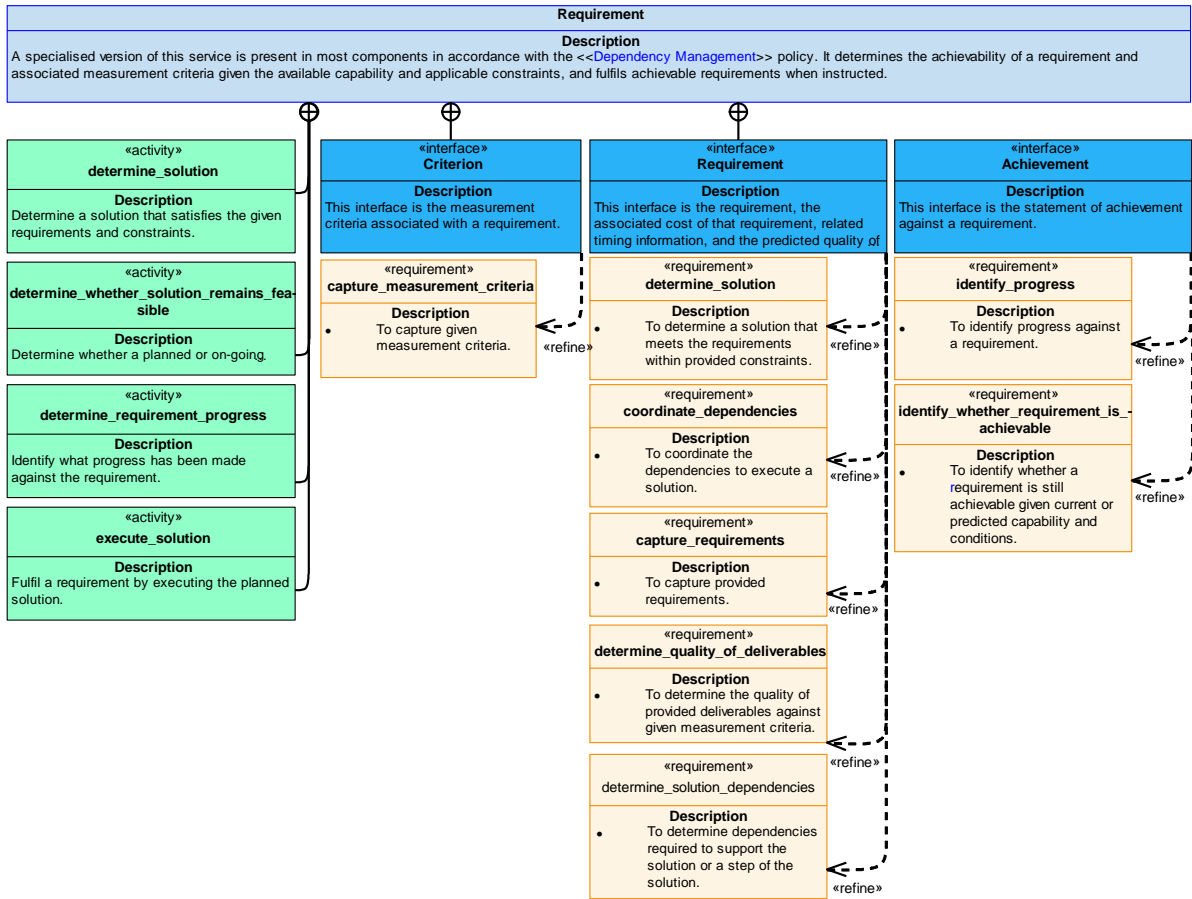 Requirement
Description
A specialised version of this service is present in most components in accordance with the <<Dependency Management>> policy. It determines the achievability of a requirement and
associated measurement criteria given the available capability and applicable constraints, and fulfils achievable requirements when instructed.
«activity»
determine_solution
Description
Determine a solution that satisfies the given
requirements and constraints.
«activity»
determine_whether_solution_remains_fea-
sible
Description
Determine whether a planned or on-going.
«activity»
determine_requirement_progress
Description
Identify what progress has been made
against the requirement.
«activity»
execute_solution
Description
Fulfil a requirement by executing the planned
solution.
«interface»
Criterion
Description
This interface is the measurement
criteria associated with a requirement.
«requirement»
capture_measurement_criteria
Description
• To capture given
measurement criteria.
«refine»
«interface»
Requirement
Description
This interface is the requirement, the
associated cost of that requirement, related
timing information, and the predicted quality of
«requirement»
determine_solution
Description
• To determine a solution that
meets the requirements
within provided constraints.
«refine»
«requirement»
coordinate_dependencies
Description
• To coordinate the
dependencies to execute a
solution.
«refine»
«requirement»
capture_requirements
Description
• To capture provided
requirements.
«refine»
«requirement»
determine_quality_of_deliverables
Description
• To determine the quality of
provided deliverables against
given measurement criteria.
«refine»
«requirement»
determine_solution_dependencies
Description
• To determine dependencies
required to support the
solution or a step of the
solution.
«refine»
«interface»
Achievement
Description
This interface is the statement of achievement
against a requirement.
«requirement»
identify_progress
Description
• To identify progress against
a requirement.
«refine»
«requirement»
identify_whether_requirement_is_-
achievable
Description
• To identify whether a
requirement is still
achievable given current or
predicted capability and
conditions.
«refine»